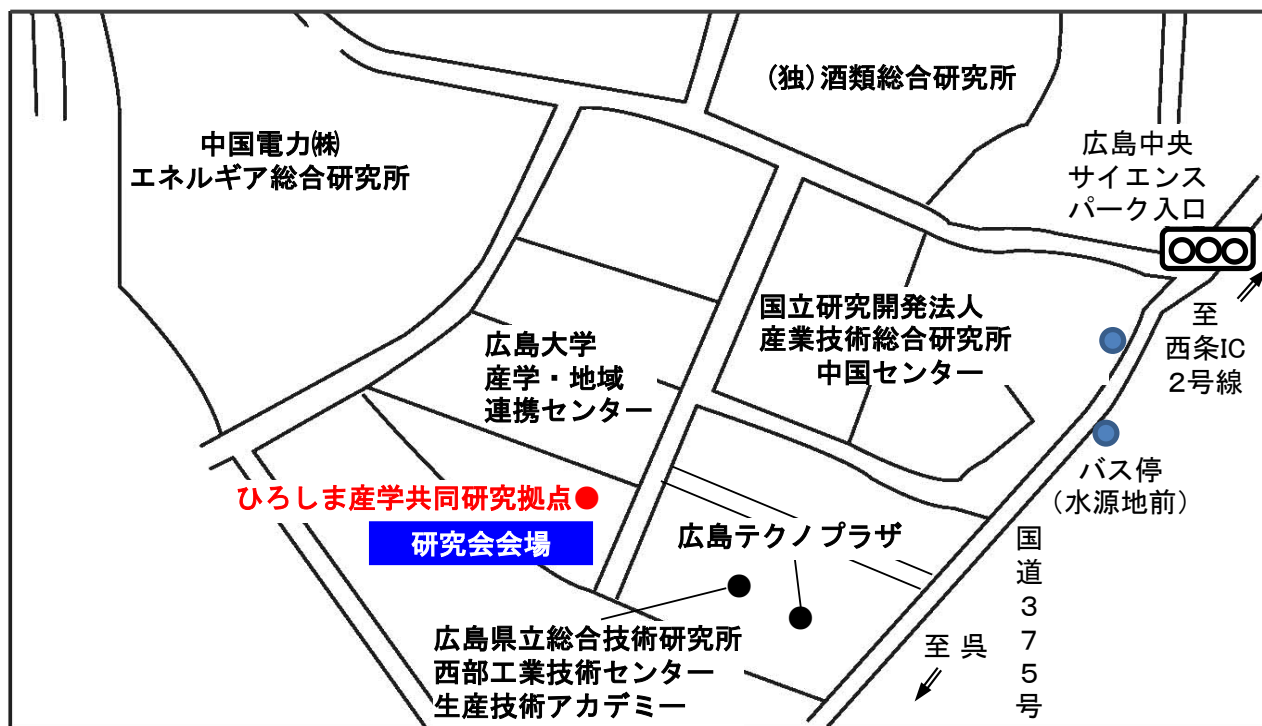 (独)酒類総合研究所
中国電力㈱
エネルギア総合研究所
広島中央
サイエンス
パーク入口
国立研究開発法人
産業技術総合研究所
中国センター
至
西条IC
2号線
広島大学
産学・地域
連携センター
バス停
(水源地前)
ひろしま産学共同研究拠点
研究会会場
広島テクノプラザ
国道375号
広島県立総合技術研究所
西部工業技術センター
生産技術アカデミー
至 呉